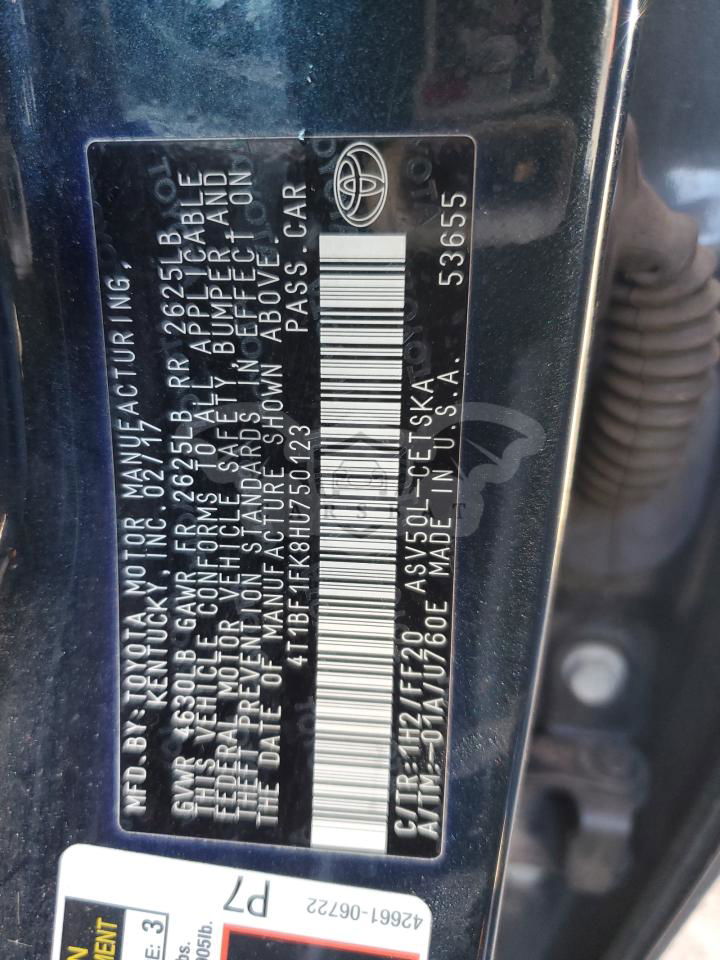 MFD.BY: TOYOTA MOTOR MANUFACTURING,
KENTUCKY, INC. 02/17
GVWR 4630LB GAWR FR 2625LB RR 2625LB
THIS VEHICLE CONFORMS TO ALL APPLICABLE
FEDERAL MOTOR VEHICLE SAFETY, BUMPER AND
THEFT PREVENTION STANDARDS IN EFFECT ON
THE DATE OF MANUFACTURE SHOWN ABOVE.
4T1BF1FK8HU750123 PASS.CAR
C/TR: 1H2/FF20 ASV50L-CETSKA 53655
A/TM: -01A/U760E MADE IN U.S.A.
P7
42661-06722
3